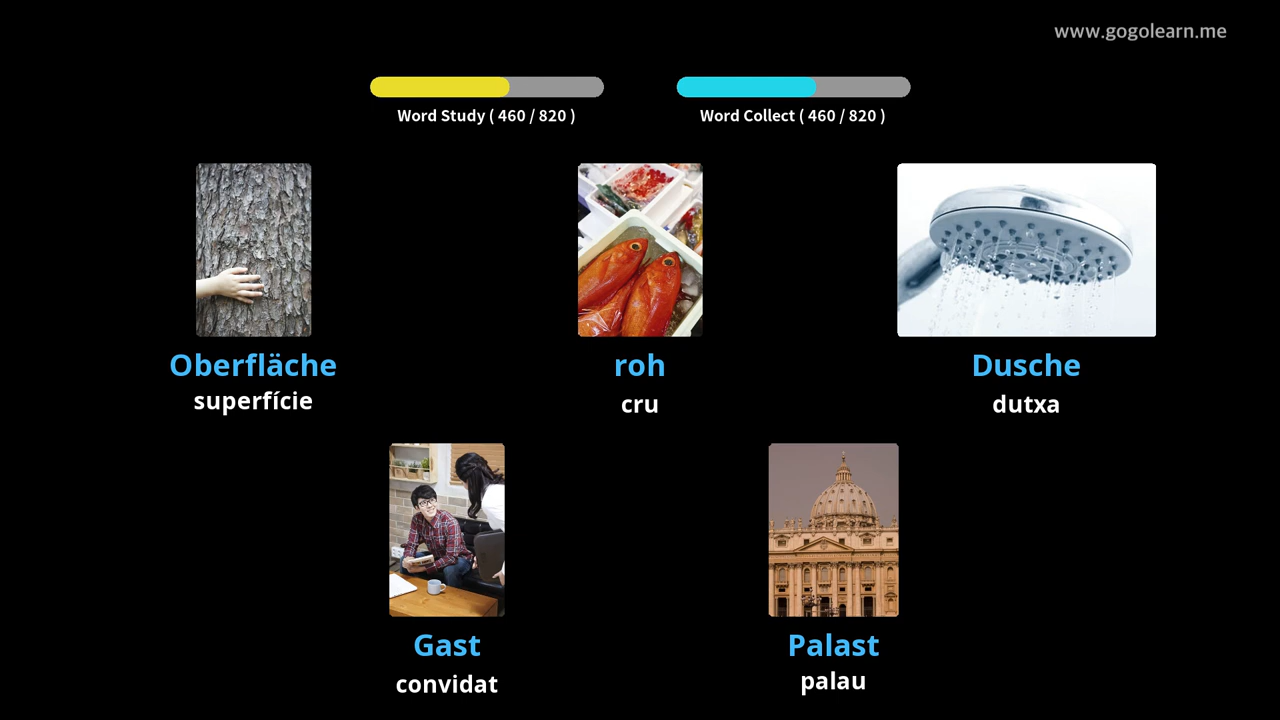 www.gogolearn.me
Word Study ( 460 / 820 )
Word Collect ( 460 / 820 )
Oberfläche
superfície
roh
cru
Dusche
dutxa
Gast
convidat
Palast
palau